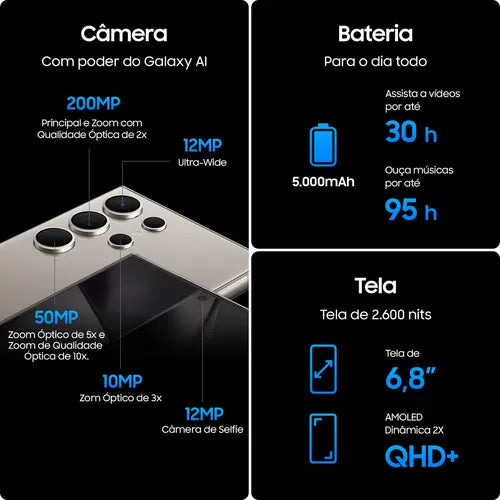 Câmera
Com poder do Galaxy AI
200MP
Principal e Zoom com
Qualidade Óptica de 2x
12MP
Ultra-Wide
50MP
Zoom Óptico de 5x e
Zoom de Qualidade
Óptica de 10x.
10MP
Zom Óptico de 3x
12MP
Câmera de Selfie
Bateria
Para o dia todo
5.000mAh
Assista a vídeos
por até
30 h
Ouça músicas
por até
95 h
Tela
Tela de 2.600 nits
Tela de
6,8”
AMOLED
Dinâmica 2X
QHD+